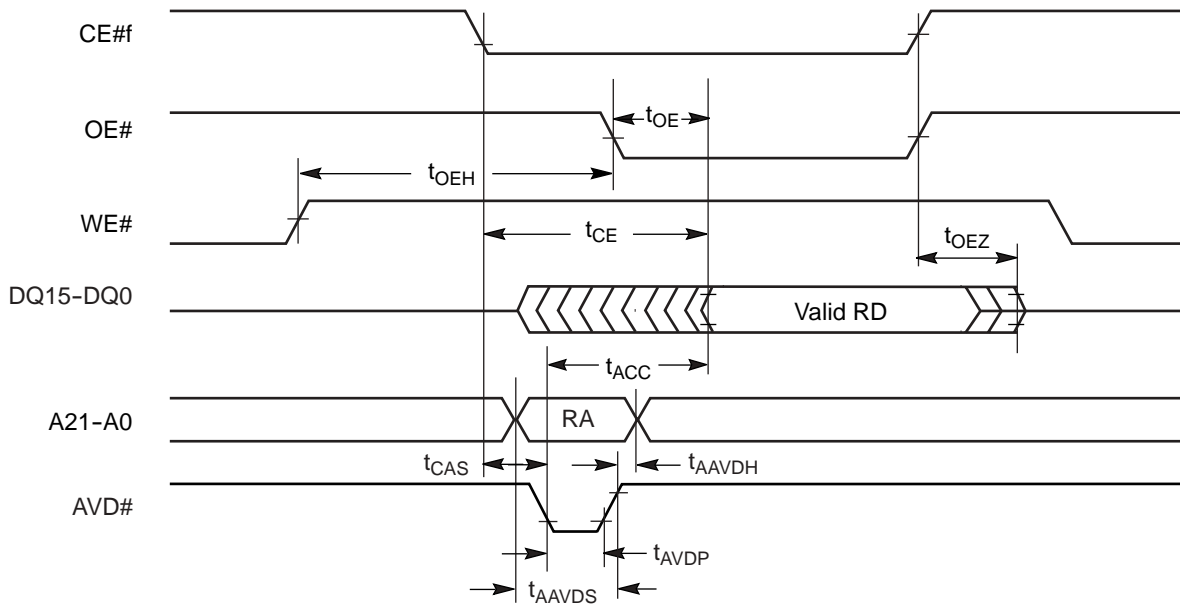 CE#f
OE#
tOE
tOEH
WE#
tCE
tOEZ
DQ15-DQ0
Valid RD
tACC
A21-A0
RA
tCAS
tAAVDH
AVD#
tAVDP
tAAVDS